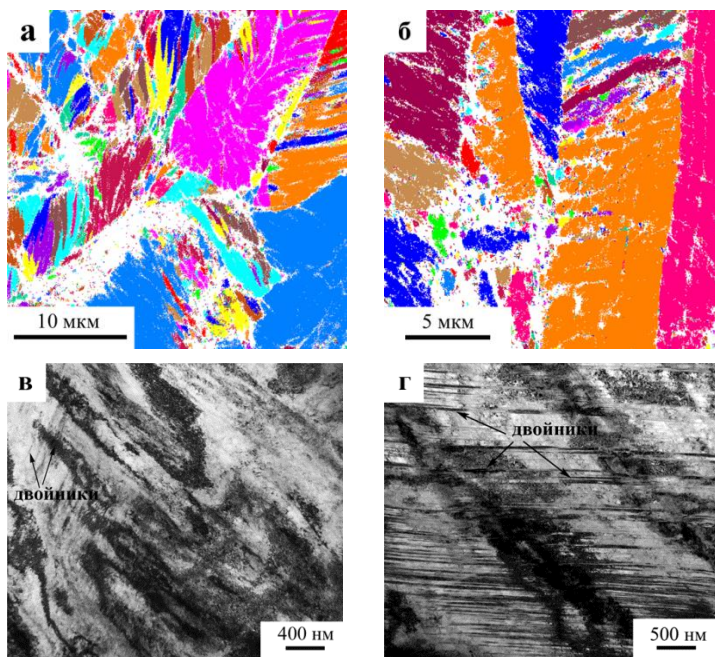 а
10 мкм
б
5 мкм
в
двойники
400 нм
г
двойники
500 нм